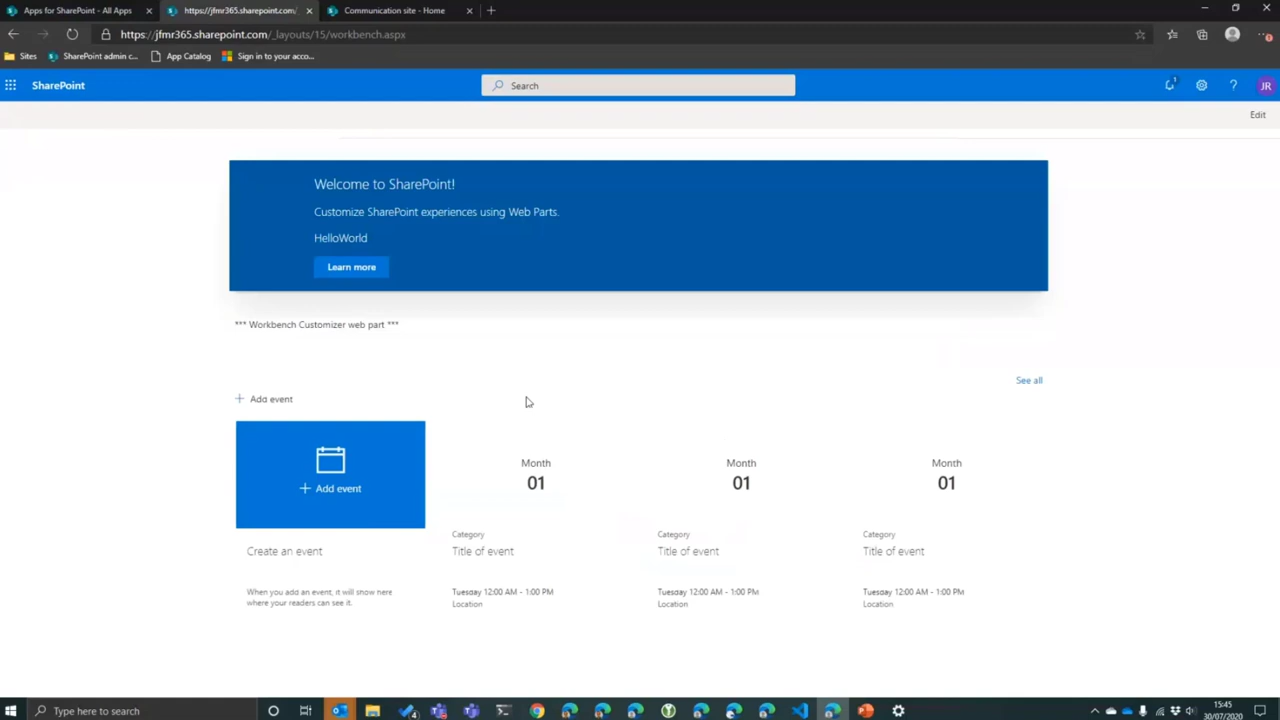 Apps for SharePoint - All Apps
https://jfmr365.sharepoint.com/
Communication site - Home
https://jfmr365.sharepoint.com/_layouts/15/workbench.aspx
Sites
SharePoint admin c...
App Catalog
Sign in to your acco...
SharePoint
Search
1
JR
Edit
Welcome to SharePoint!
Customize SharePoint experiences using Web Parts.
HelloWorld
Learn more
*** Workbench Customizer web part ***
See all
+ Add event
+ Add event
Month
01
Month
01
Month
01
Create an event
Category
Title of event
Category
Title of event
Category
Title of event
When you add an event, it will show here
where your readers can see it.
Tuesday 12:00 AM - 1:00 PM
Location
Tuesday 12:00 AM - 1:00 PM
Location
Tuesday 12:00 AM - 1:00 PM
Location
Type here to search
15:45
30/07/2020